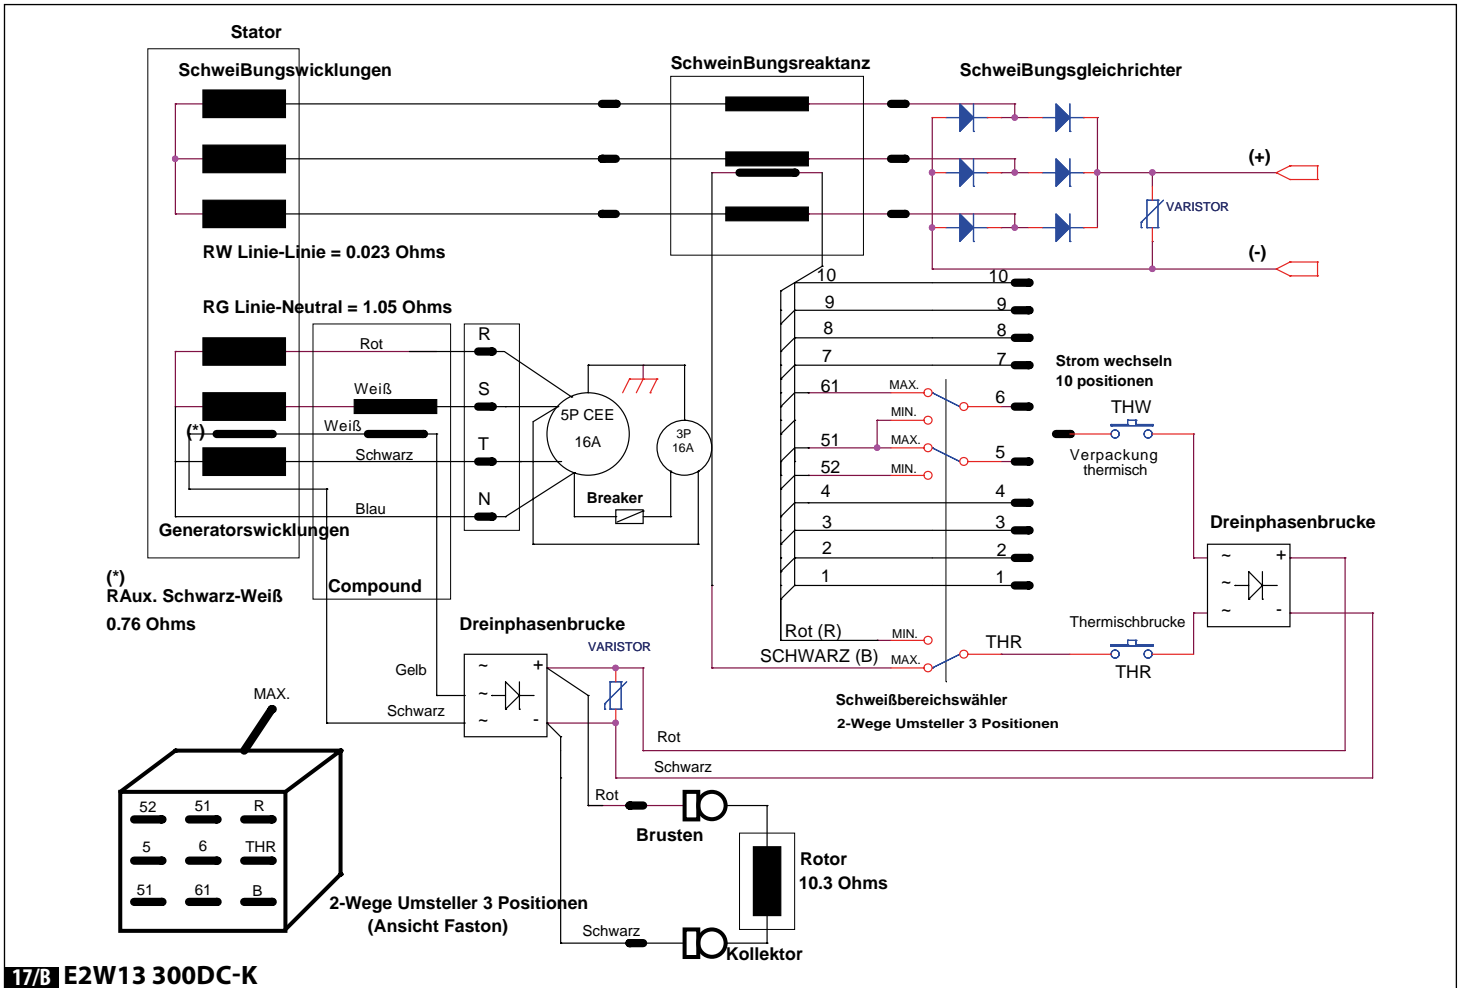 Stator
SchweiBungswicklungen
SchweinBungsreaktanz
SchweiBungsgleichrichter
(+)
VARISTOR
(-)
RW Linie-Linie = 0.023 Ohms
RG Linie-Neutral = 1.05 Ohms
10 10
9 9
8 8
7 7
61 MAX. 6
MIN.
51 MAX. 5
52 MIN.
4 4
3 3
2 2
1 1
Rot (R) MIN.
SCHWARZ (B) MAX.
THR
Rot
R
Weiß
S
(*)
Weiß
Schwarz
T
Blau
N
5P CEE
16A
3P
16A
Breaker
Generatorswicklungen
Compound
Strom wechseln
10 positionen
THW
Verpackung
thermisch
Dreinphasenbrucke
~ +
~
~ -
Thermischbrucke
THR
Schweißbereichswähler
2-Wege Umsteller 3 Positionen
(*)
RAux. Schwarz-Weiß
0.76 Ohms
Dreinphasenbrucke
VARISTOR
Gelb
Schwarz
~ +
~
~ -
Rot
Schwarz
MAX.
52 51 R
5 6 THR
51 61 B
2-Wege Umsteller 3 Positionen
(Ansicht Faston)
Rot
Brusten
Rotor
10.3 Ohms
Schwarz
Kollektor
17/B E2W13 300DC-K